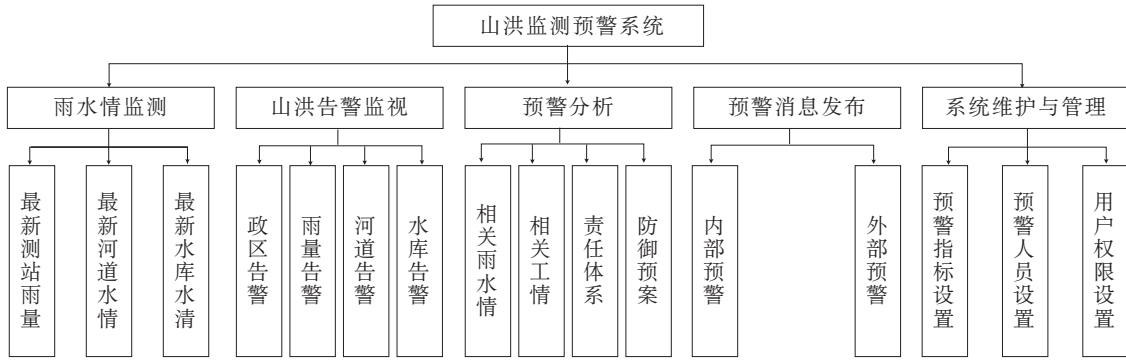 山洪监测预警系统
雨水情监测
山洪告警监视
预警分析
预警消息发布
系统维护与管理
最新测站雨量
最新河道水情
最新水库水清
政区告警
雨量告警
河道告警
水库告警
相关雨水情
相关工情
责任体系
防御预案
内部预警
外部预警
预警指标设置
预警人员设置
用户权限设置